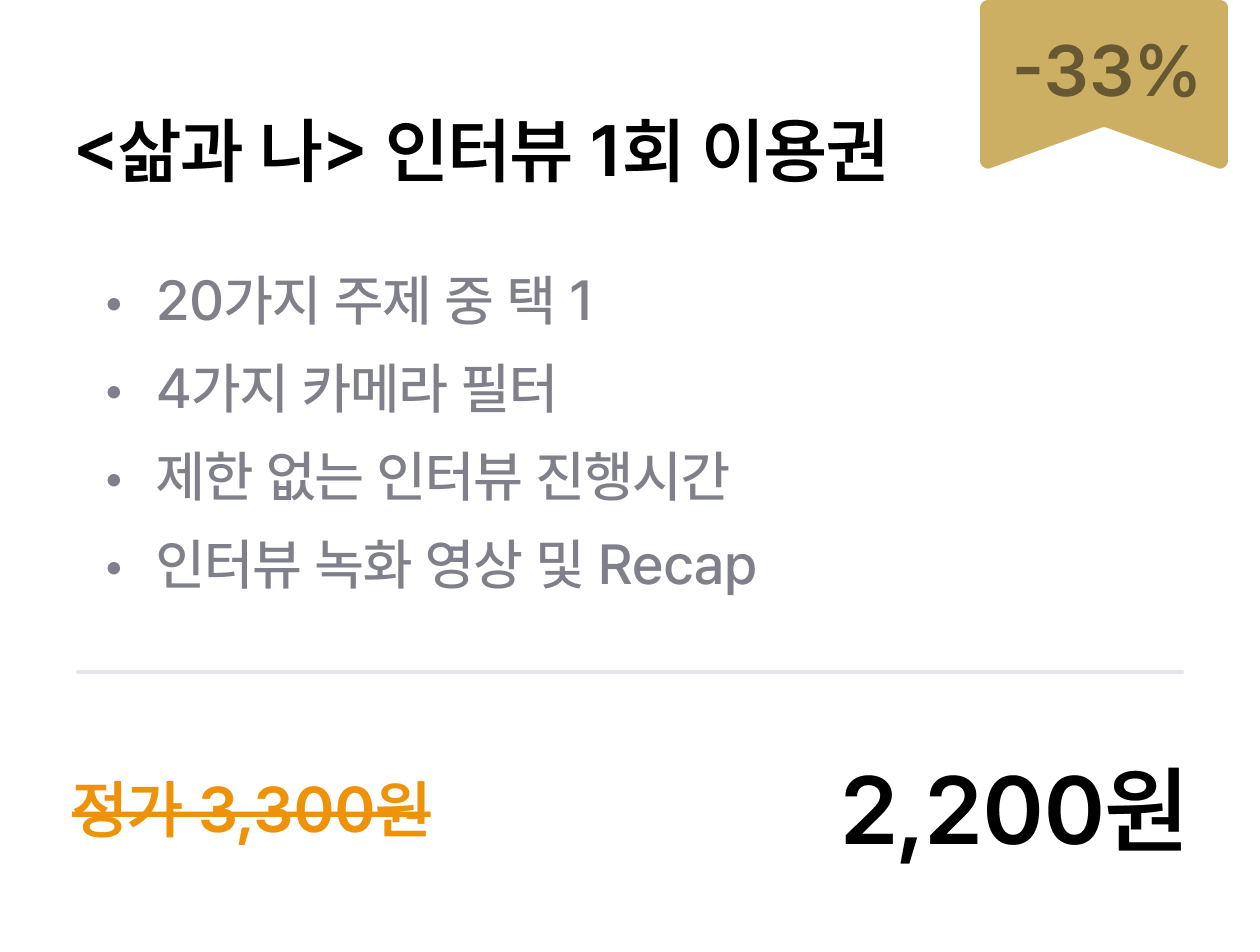 -33%
<삶과 나> 인터뷰 1회 이용권
• 20가지 주제 중 택 1
• 4가지 카메라 필터
• 제한 없는 인터뷰 진행시간
• 인터뷰 녹화 영상 및 Recap
정가 3,300원
2,200원